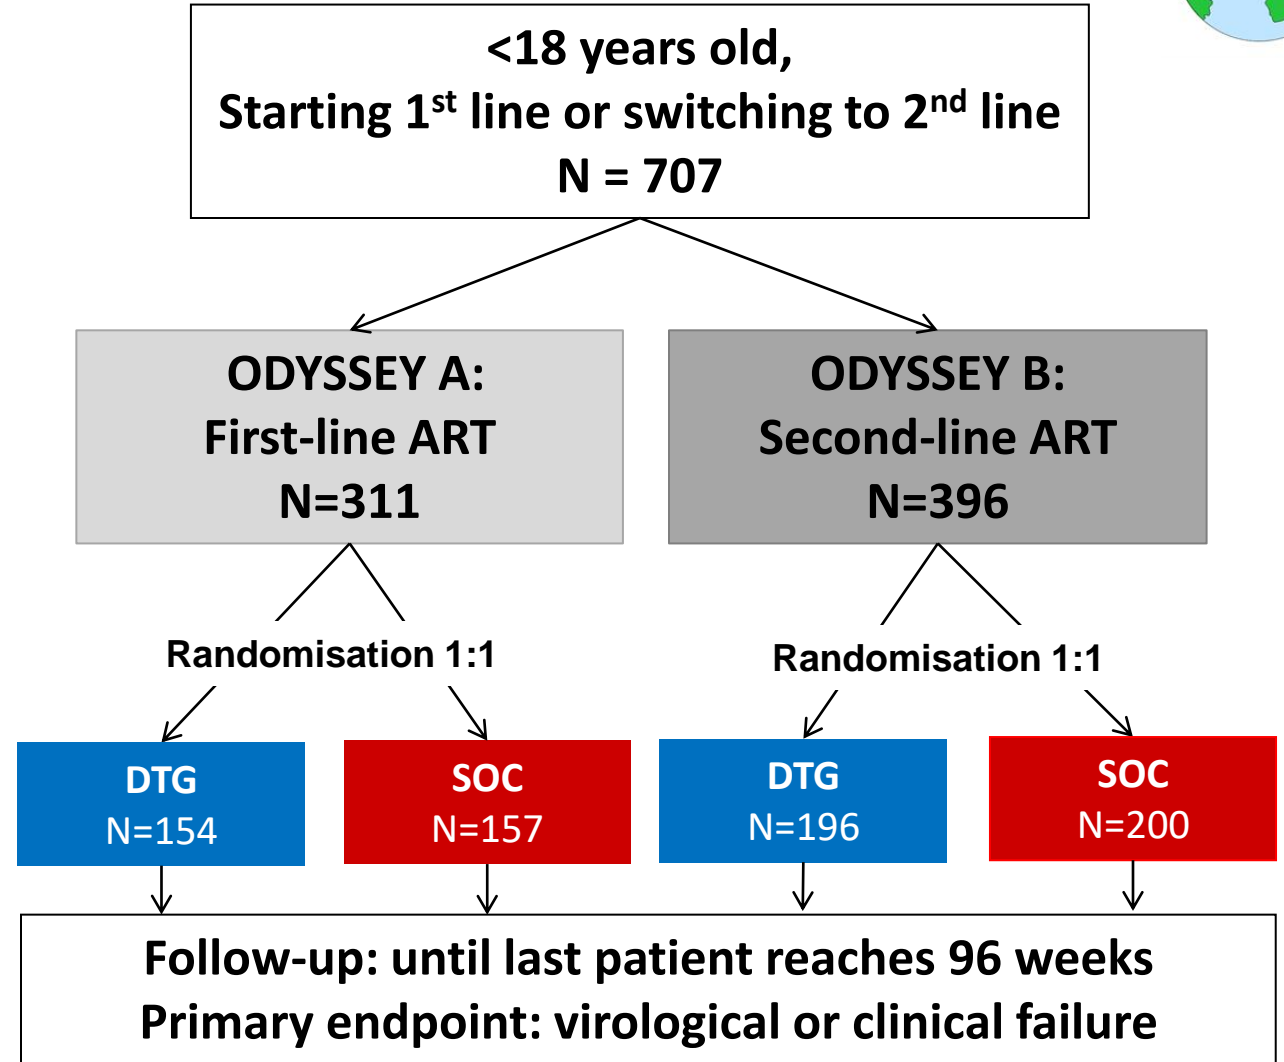 <18 years old,
Starting 1st line or switching to 2nd line
N = 707
ODYSSEY A:
First-line ART
N=311
ODYSSEY B:
Second-line ART
N=396
Randomisation 1:1
Randomisation 1:1
DTG
N=154
SOC
N=157
DTG
N=196
SOC
N=200
Follow-up: until last patient reaches 96 weeks
Primary endpoint: virological or clinical failure